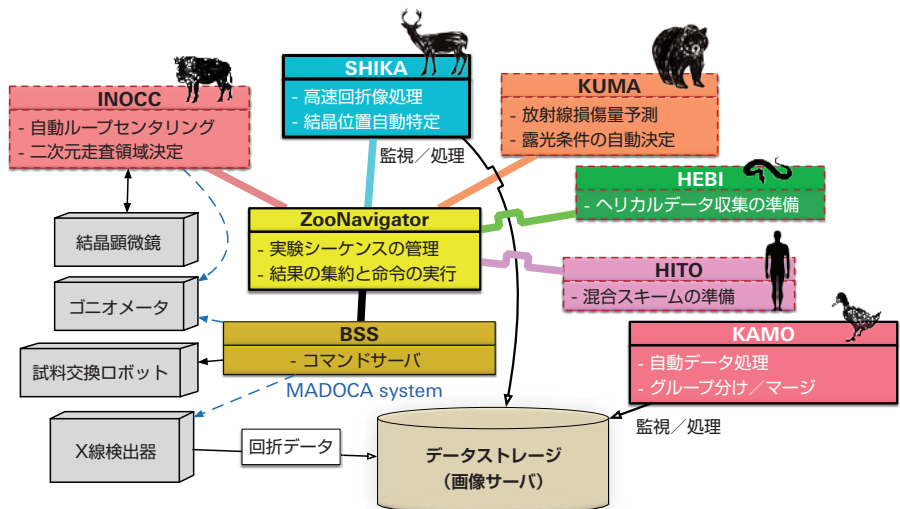 SHIKA
- 高速回折像処理
- 結晶位置自動特定
監視／処理
KUMA
- 放射線損傷量予測
- 露光条件の自動決定
INOCC
- 自動ループセンタリング
- 二次元走査領域決定
HEBI
- ヘリカルデータ収集の準備
ZooNavigator
- 実験シーケンスの管理
- 結果の集約と命令の実行
結晶顕微鏡
HITO
- 混合スキームの準備
ゴニオメータ
BSS
- コマンドサーバ
MADOCA system
KAMO
- 自動データ処理
- グループ分け／マージ
監視／処理
試料交換ロボット
X線検出器
回折データ
データストレージ
（画像サーバ）